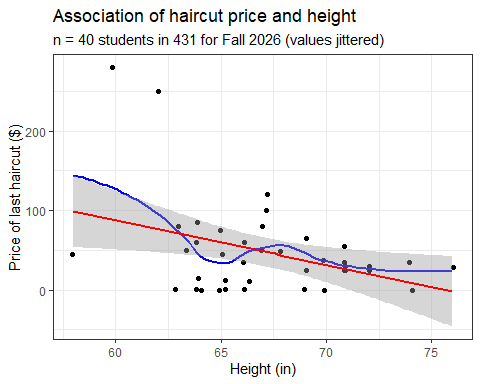 Association of haircut price and height
n = 40 students in 431 for Fall 2026 (values jittered)
Price of last haircut ($)
200
100
0
60
65
70
75
Height (in)